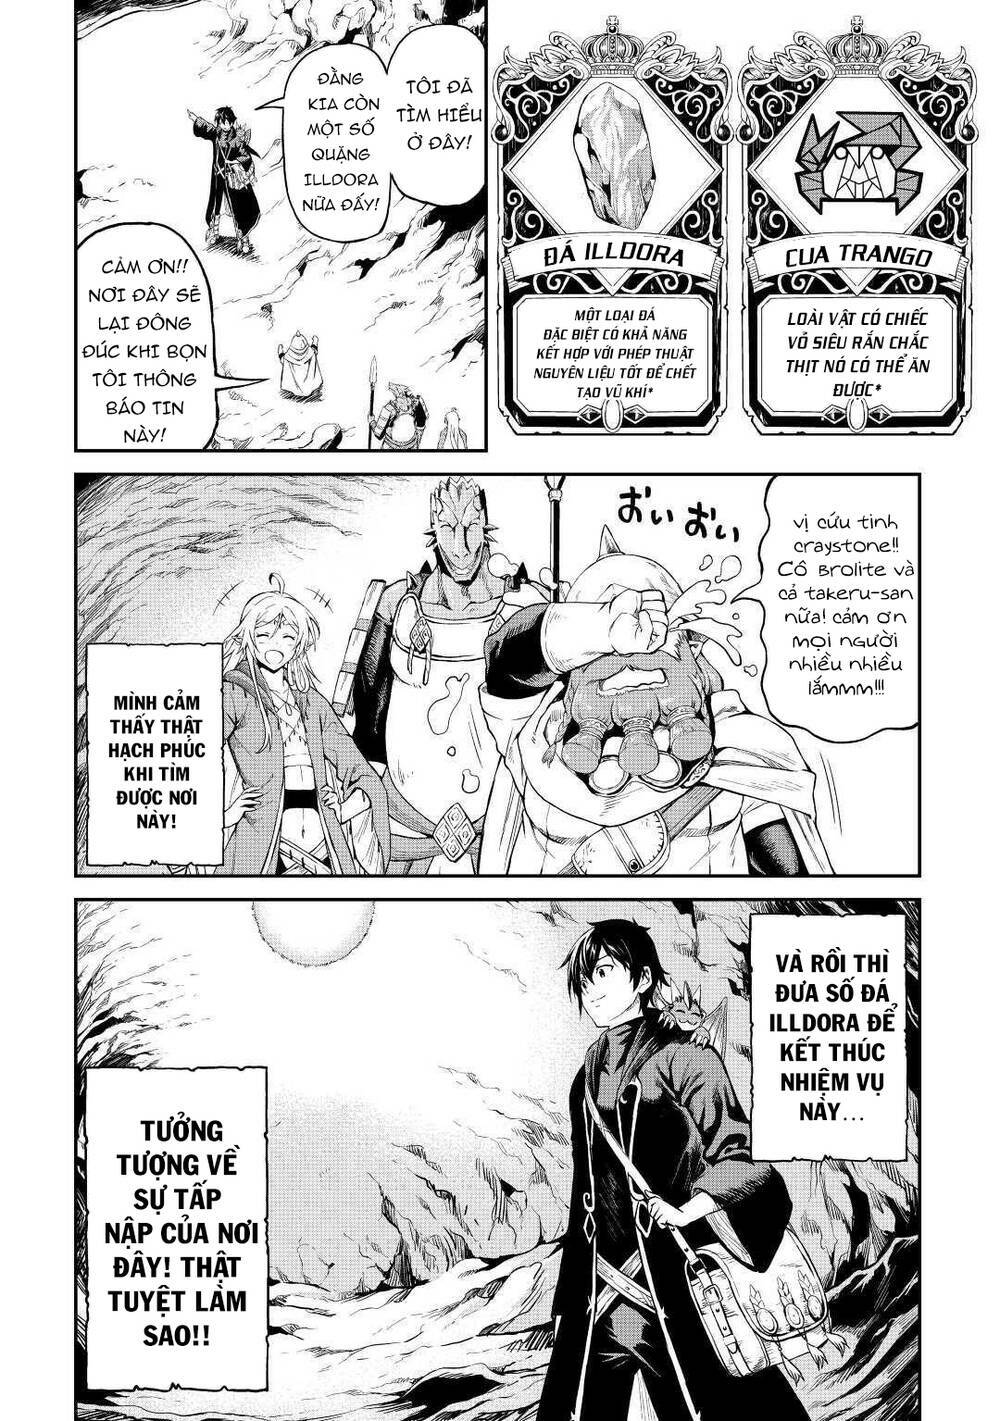 CUA TRANGO
LOÀI VẬT CÓ CHIẾC
VỎ SIÊU RẮN CHẮC
THỊT NÓ CÓ THỂ ĂN
ĐƯỢC*
ĐÁ ILLDORA
MỘT LOẠI ĐÁ
ĐẶC BIỆT CÓ KHẢ NĂNG
KẾT HỢP VỚI PHÉP THUẬT
NGUYÊN LIỆU TỐT ĐỂ CHẾT
TẠO VŨ KHÍ*
TÔI ĐÃ
TÌM HIỂU
Ở ĐÂY!
ĐẰNG
KIA CÒN
MỘT SỐ
QUẶNG
ILLDORA
NỮA ĐẤY!
CẢM ƠN!!
NƠI ĐÂY SẼ
LẠI ĐÔNG
ĐÚC KHI BỌN
TÔI THÔNG
BÁO TIN
NÀY!
vị cứu tinh
craystone!!
Cô Brolite và
cả takeru-san
nữa! cảm ơn
mọi người
nhiều nhiều
lắmmm!!!
おいおい
MÌNH CẢM
THẤY THẬT
HẠCH PHÚC
KHI TÌM
ĐƯỢC NƠI
NÀY!
VÀ RỒI THÌ
ĐƯA SỐ ĐÁ
ILLDORA ĐỂ
KẾT THÚC
NHIỆM VỤ
NÀY...
TƯỞNG
TƯỢNG VỀ
SỰ TẤP
NẬP CỦA NƠI
ĐÂY! THẬT
TUYỆT LÀM
SAO!!